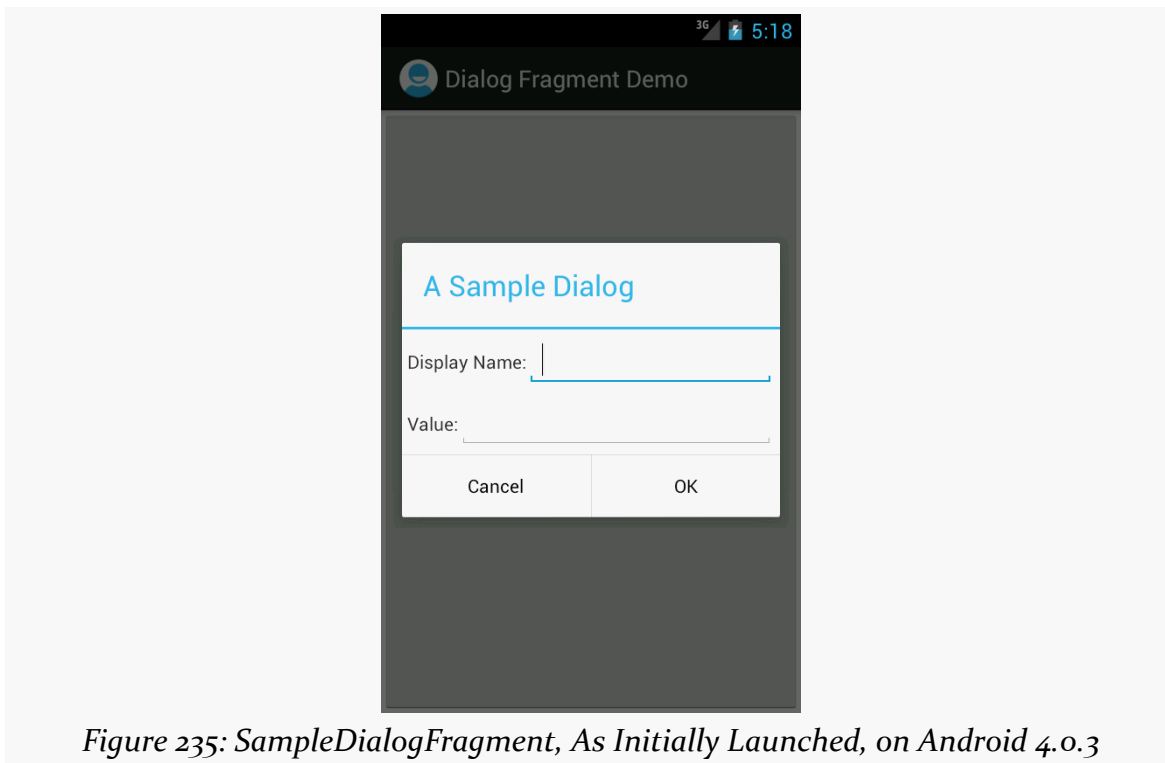 3G 5:18
Dialog Fragment Demo
A Sample Dialog
Display Name:
Value:
Cancel OK
Figure 235: SampleDialogFragment, As Initially Launched, on Android 4.0.3